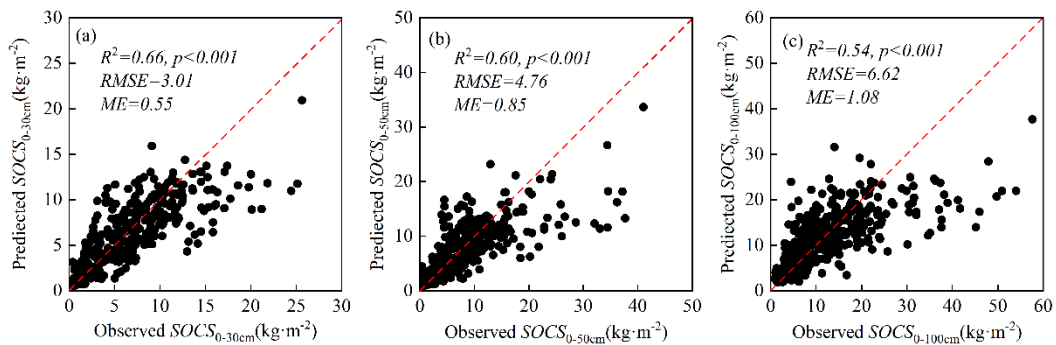 (a)
R²=0.66, p<0.001
RMSE=3.01
ME=0.55
30
25
20
15
10
5
0
Predicted SOCS0-30cm(kg·m-2)
0 5 10 15 20 25 30
Observed SOCS0-30cm(kg·m-2)
(b)
R²=0.60, p<0.001
RMSE=4.76
ME=0.85
50
40
30
20
10
0
Predicted SOCS0-50cm(kg·m-2)
0 10 20 30 40 50
Observed SOCS0-50cm(kg·m-2)
(c)
R²=0.54, p<0.001
RMSE=6.62
ME=1.08
60
50
40
30
20
10
0
Predicted SOCS0-100cm(kg·m-2)
0 10 20 30 40 50 60
Observed SOCS0-100cm(kg·m-2)